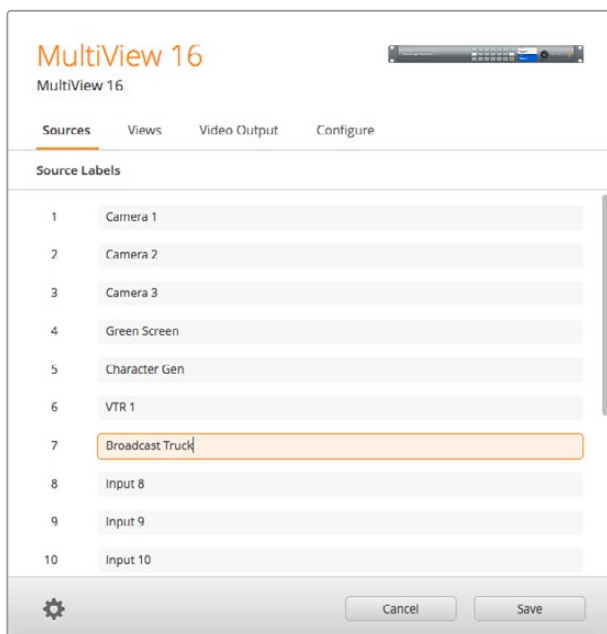 MultiView 16
MultiView 16
Sources Views Video Output Configure
Source Labels
1 Camera 1
2 Camera 2
3 Camera 3
4 Green Screen
5 Character Gen
6 VTR 1
7 Broadcast Truck
8 Input 8
9 Input 9
10 Input 10
Cancel Save